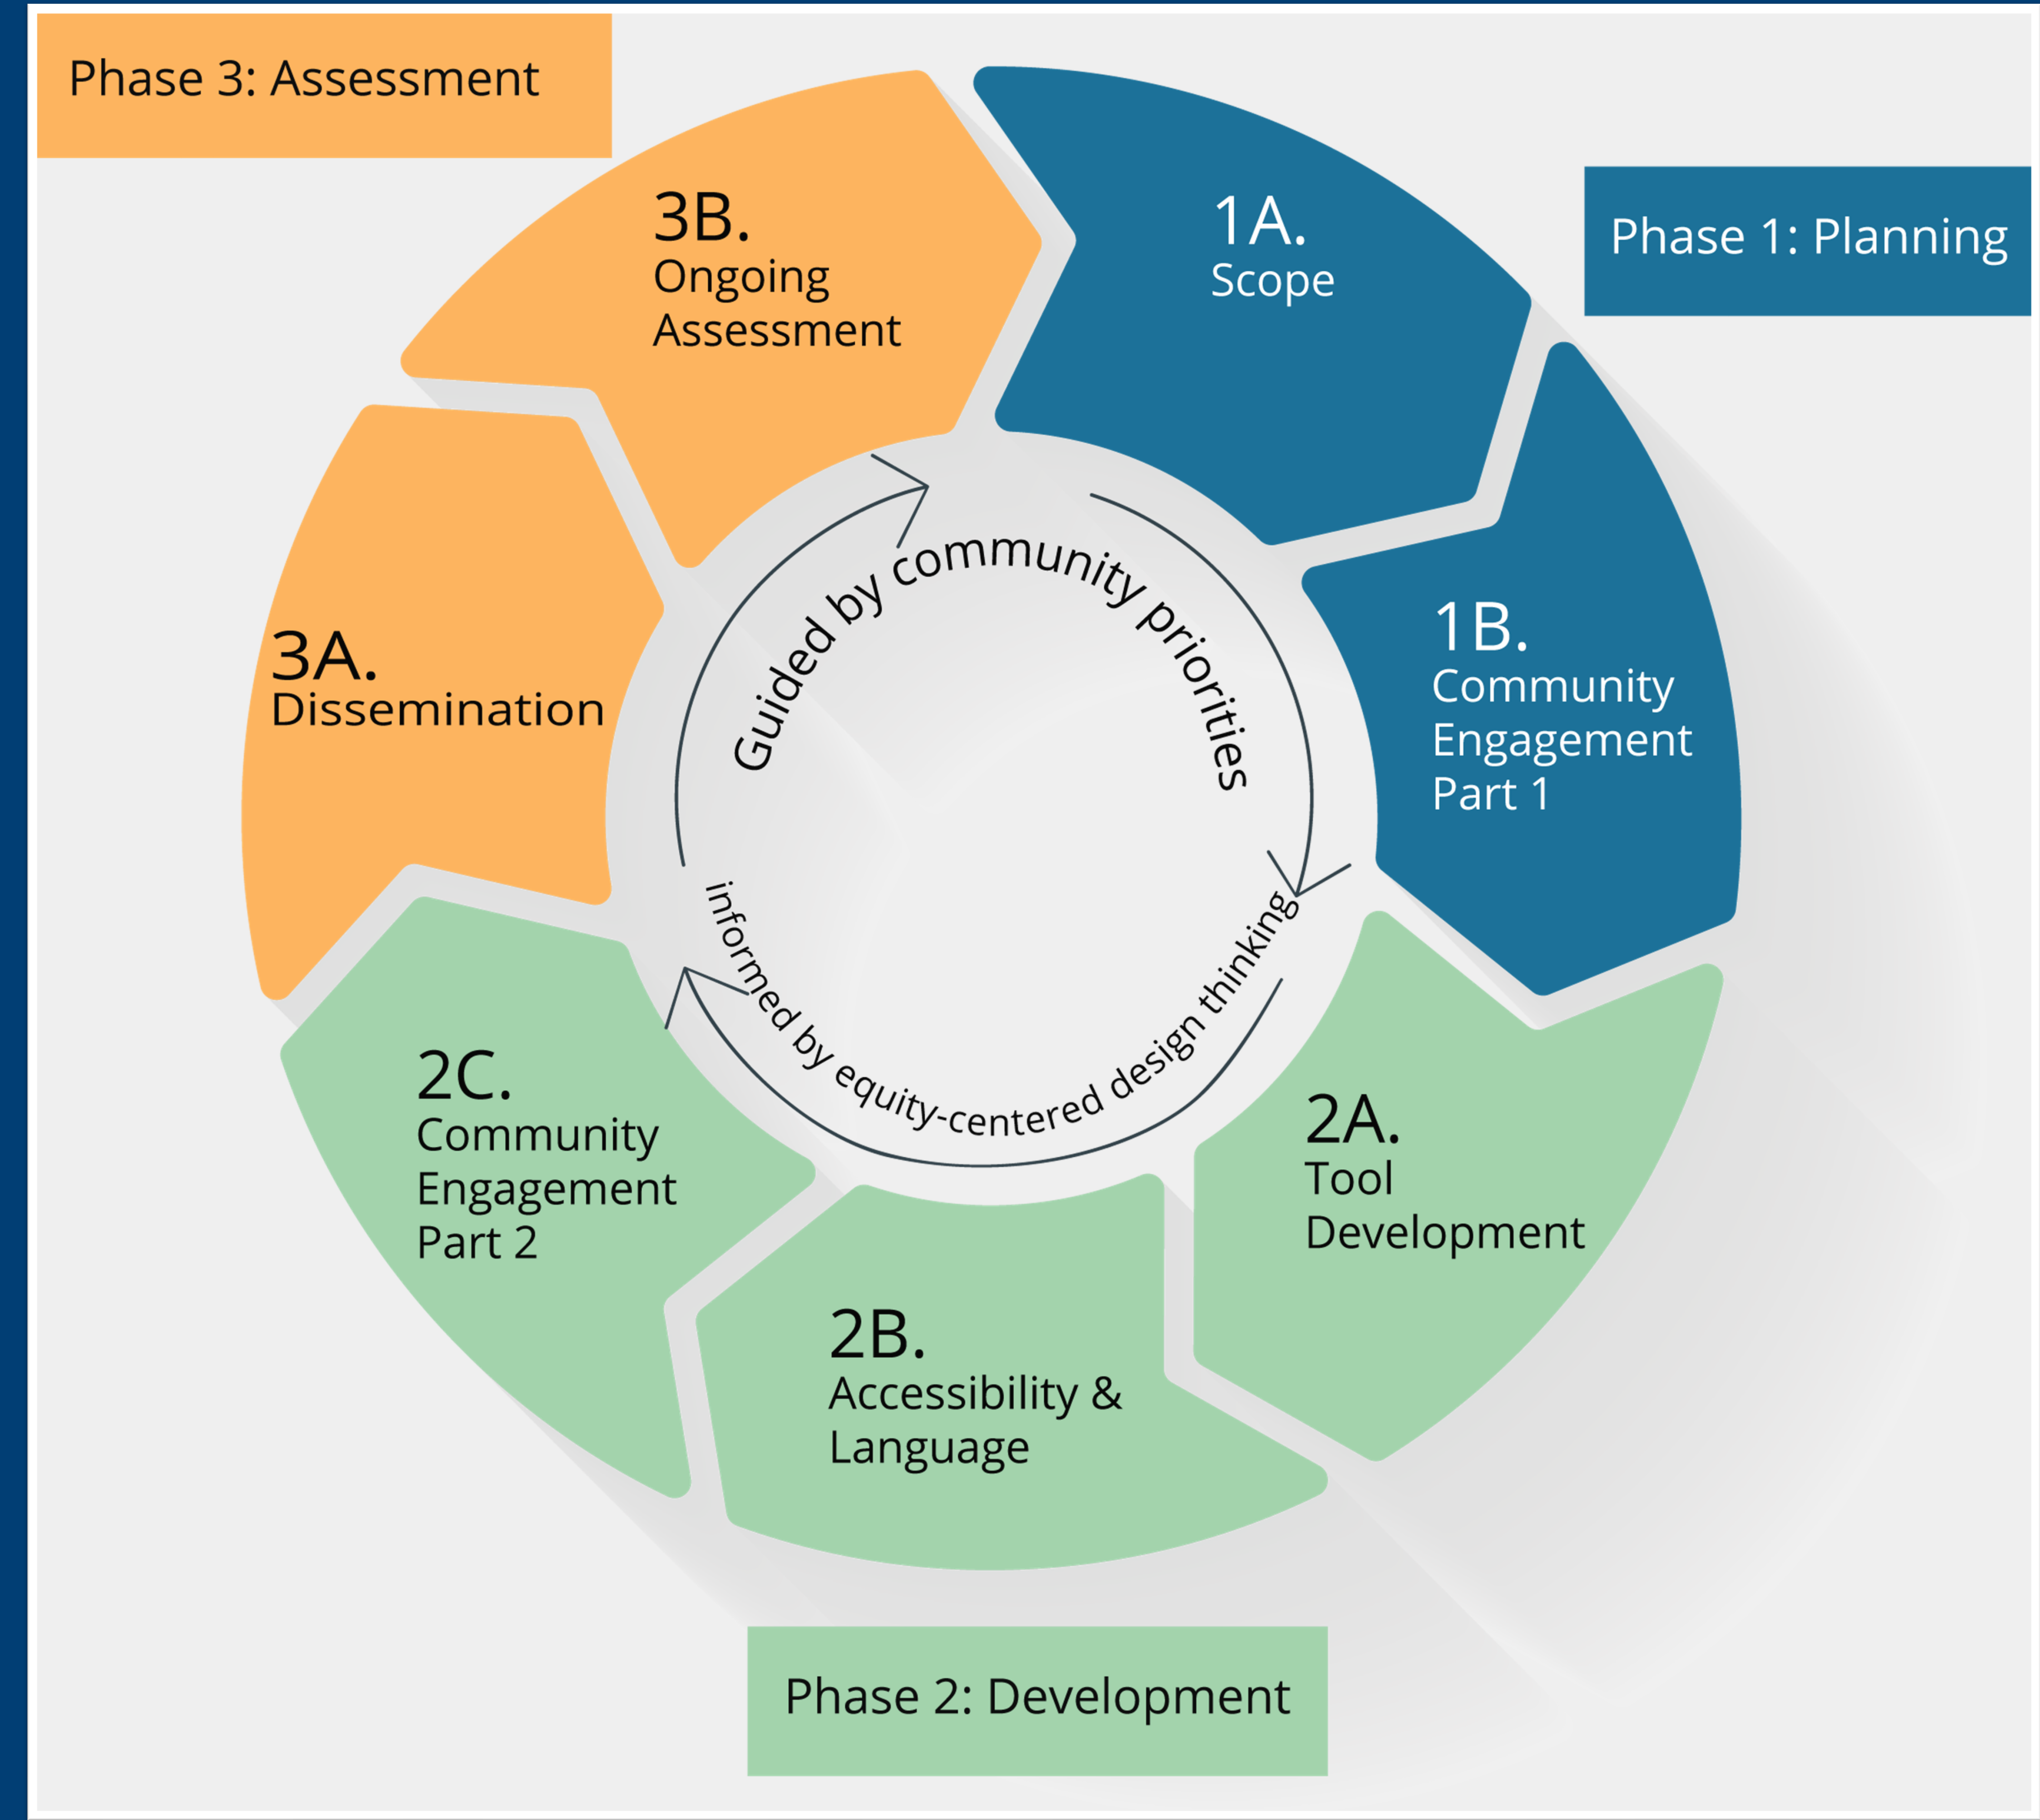 Phase 3: Assessment
Phase 1: Planning
1A.
Scope
1B.
Community
Engagement
Part 1
2A.
Tool
Development
2B.
Accessibility &
Language
2C.
Community
Engagement
Part 2
3A.
Dissemination
3B.
Ongoing
Assessment
Guided by community priorities
informed by equity-centered design thinking
Phase 2: Development